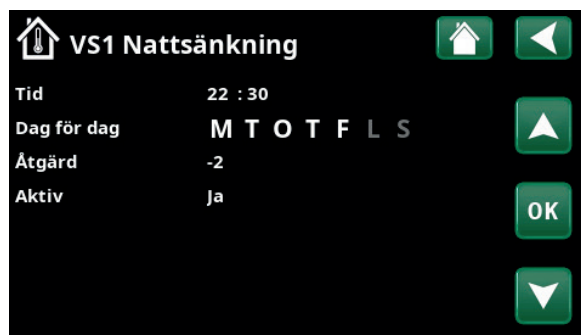 VS1 Nattsänkning
Tid 22 : 30
Dag för dag M T O T F L S
Åtgärd -2
Aktiv Ja
OK